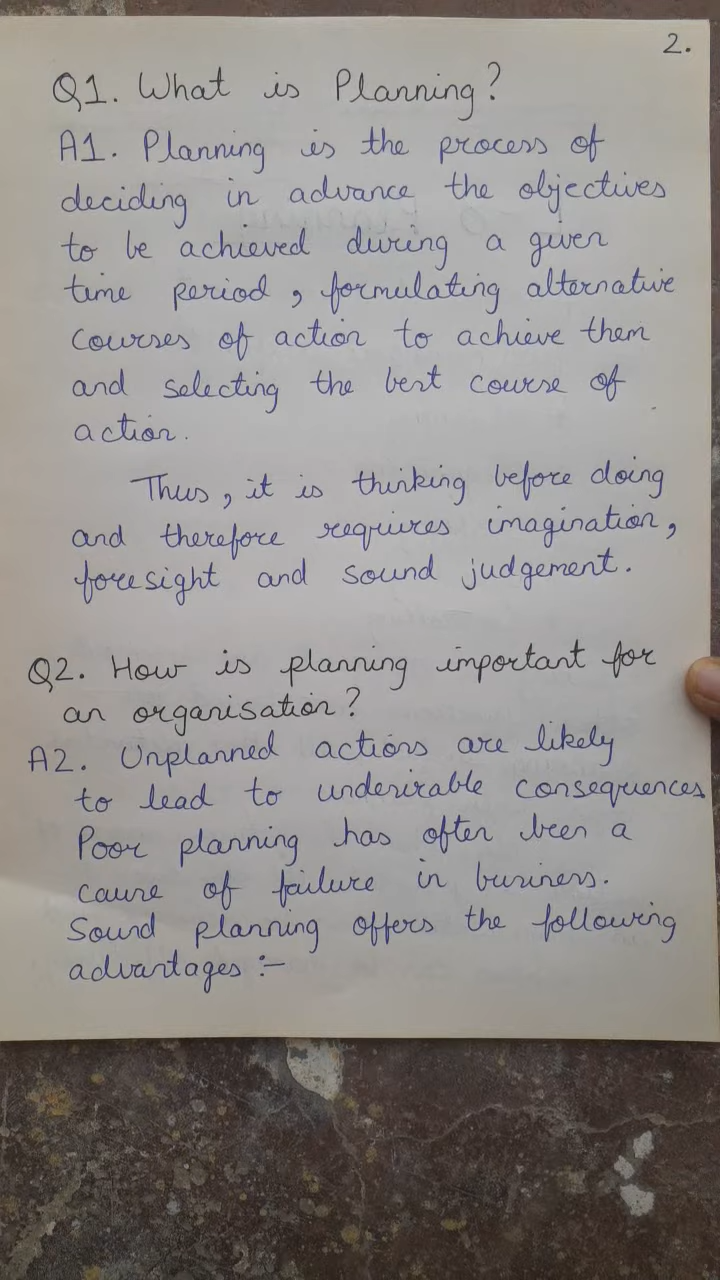 2.
Q1. What is Planning?
A1. Planning is the process of
deciding in advance the objectives
to be achieved during a given
time period, formulating alternative
courses of action to achieve them
and selecting the best course of
action.
Thus, it is thinking before doing
and therefore requires imagination,
foresight and sound judgement.
Q2. How is planning important for
an organisation?
A2. Unplanned actions are likely
to lead to undesirable consequences
Poor planning has often been a
cause of failure in business.
Sound planning offers the following
advantages :-